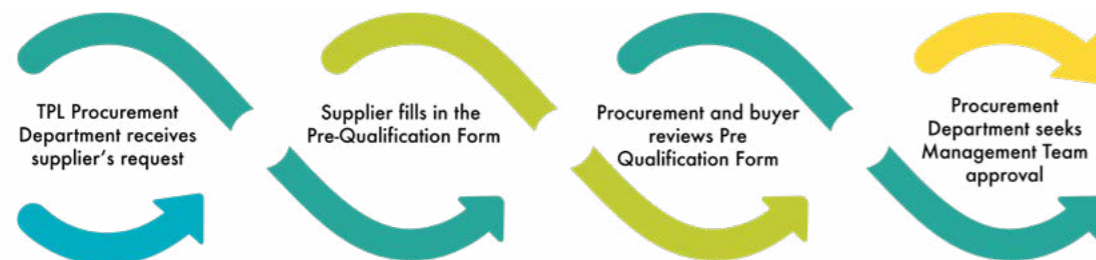 TPL Procurement
Department receives
supplier's request
Supplier fills in the
Pre-Qualification Form
Procurement and buyer
reviews Pre
Qualification Form
Procurement
Department seeks
Management Team
approval